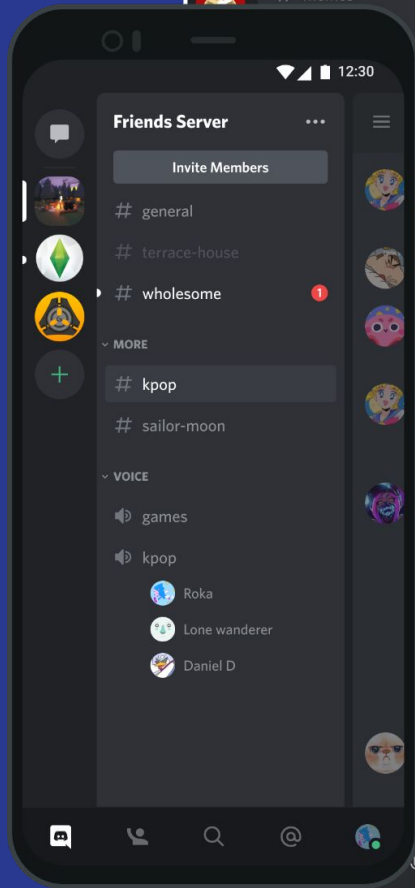 12:30
Friends Server
Invite Members
# general
# terrace-house
# wholesome
1
MORE
# kpop
# sailor-moon
VOICE
games
kpop
Roka
Lone wanderer
Daniel D
@